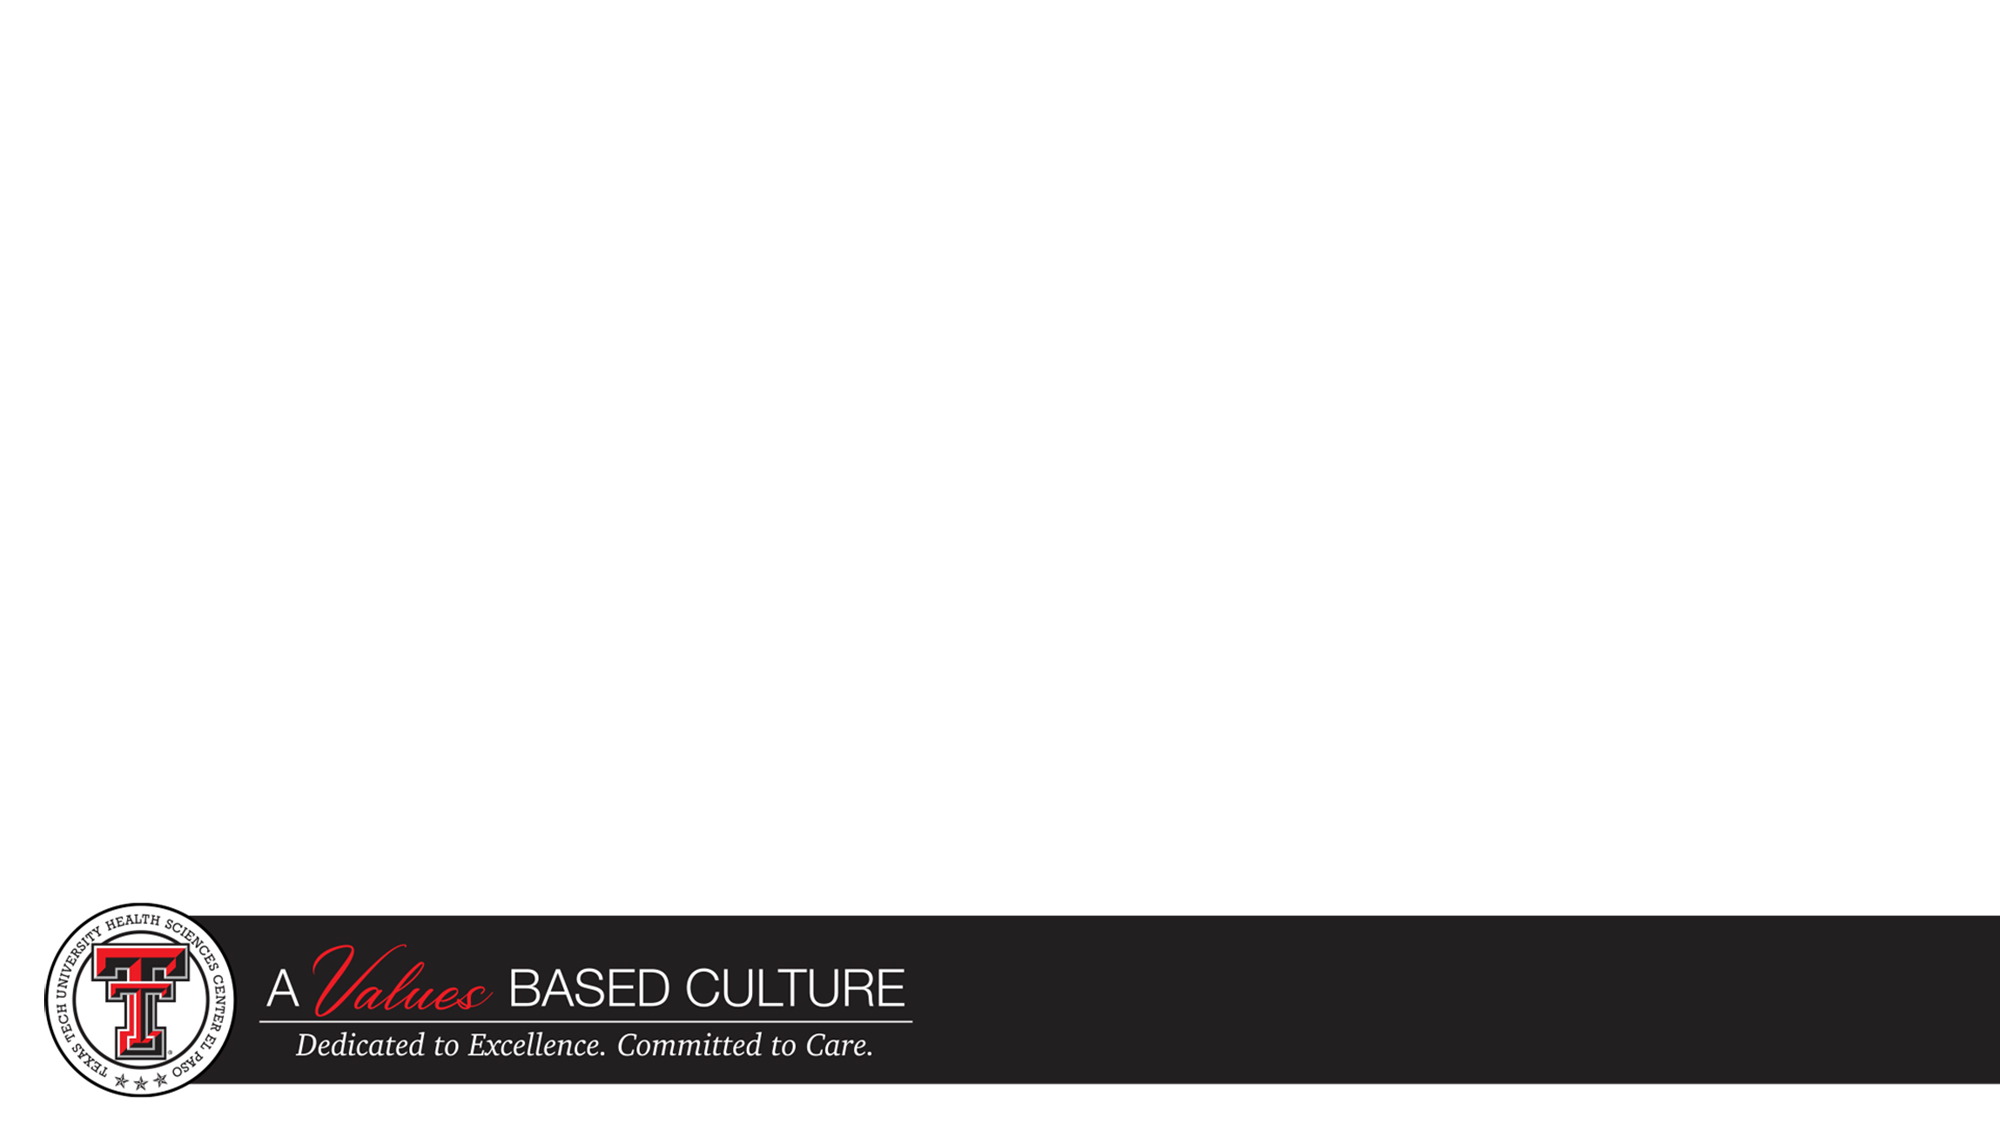 TEXAS TECH UNIVERSITY HEALTH SCIENCES CENTER EL PASO
A Values BASED CULTURE
Dedicated to Excellence. Committed to Care.